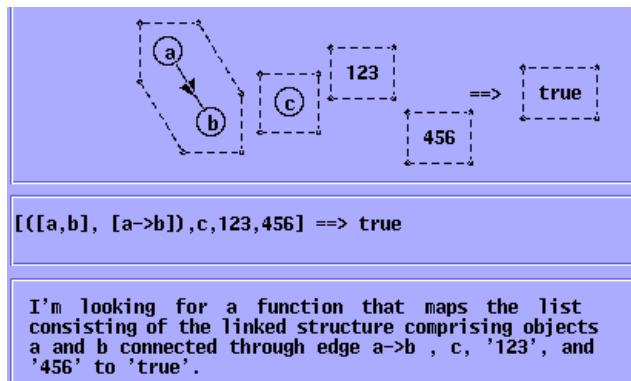 a
123
c
==> true
b
456
[([a,b], [a->b]),c,123,456] ==> true
I'm looking for a function that maps the list
consisting of the linked structure comprising objects
a and b connected through edge a->b , c, '123', and
'456' to 'true'.